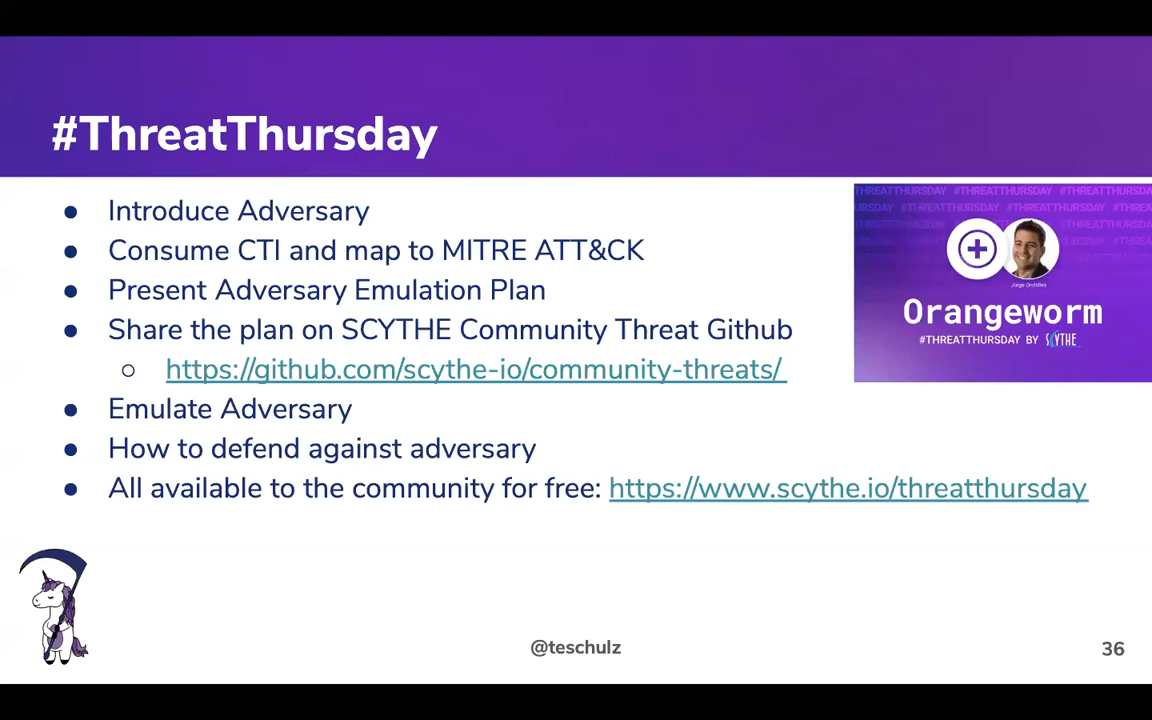 #ThreatThursday
● Introduce Adversary
● Consume CTI and map to MITRE ATT&CK
● Present Adversary Emulation Plan
● Share the plan on SCYTHE Community Threat Github
○ https://github.com/scythe-io/community-threats/
● Emulate Adversary
● How to defend against adversary
● All available to the community for free: https://www.scythe.io/threatthursday
THREATTHURSDAY #THREATTHURSDAY #THREATTHURSDA
URSDAY #THREATTHURSDAY #THREATTHURSDAY #THREA
Jorge Orchilles
Orangeworm
#THREATTHURSDAY BY SCYTHE
@teschulz
36